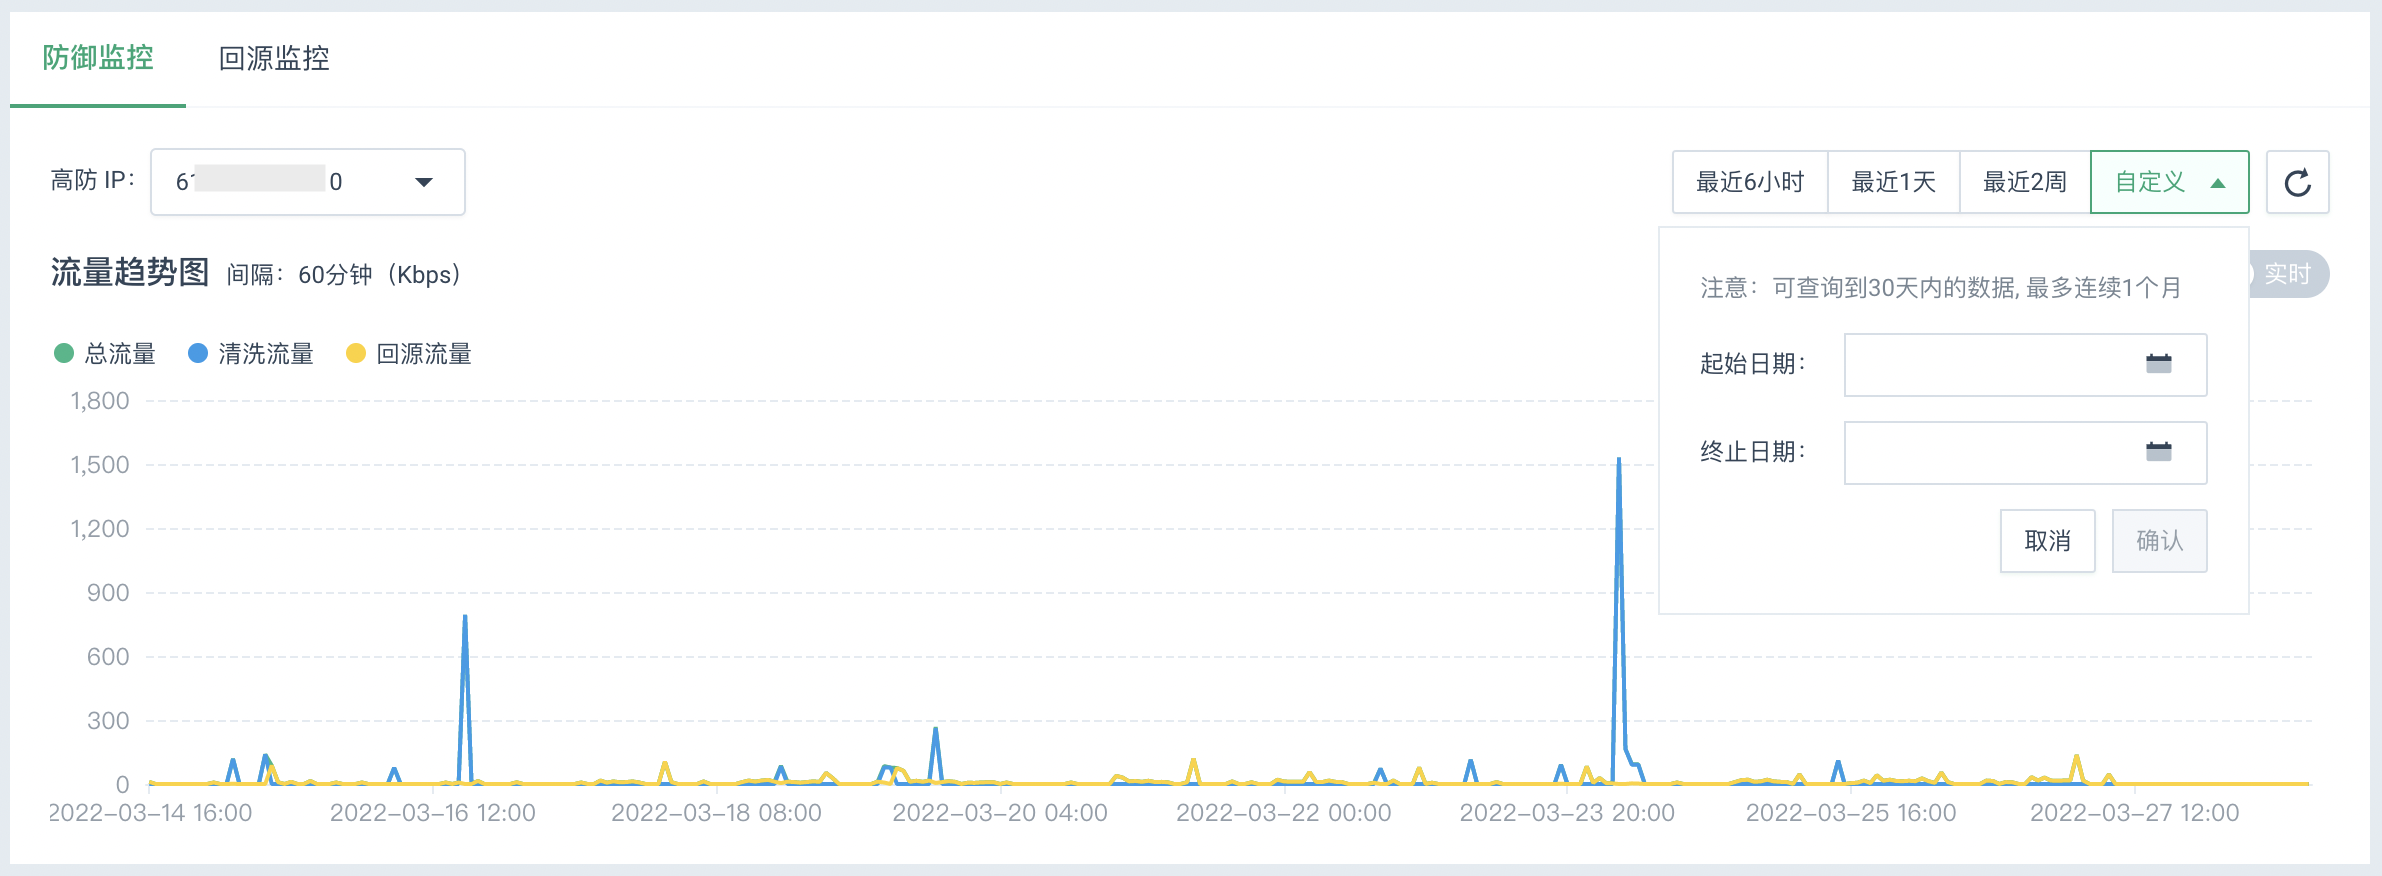 防御监控 回源监控
高防 IP: 6 0
最近6小时 最近1天 最近2周 自定义
流量趋势图 间隔: 60分钟 (Kbps)
实时
注意: 可查询到30天内的数据, 最多连续1个月
起始日期:
终止日期:
取消 确认
总流量 清洗流量 回源流量
1,800
1,500
1,200
900
600
300
0
2022-03-14 16:00 2022-03-16 12:00 2022-03-18 08:00 2022-03-20 04:00 2022-03-22 00:00 2022-03-23 20:00 2022-03-25 16:00 2022-03-27 12:00